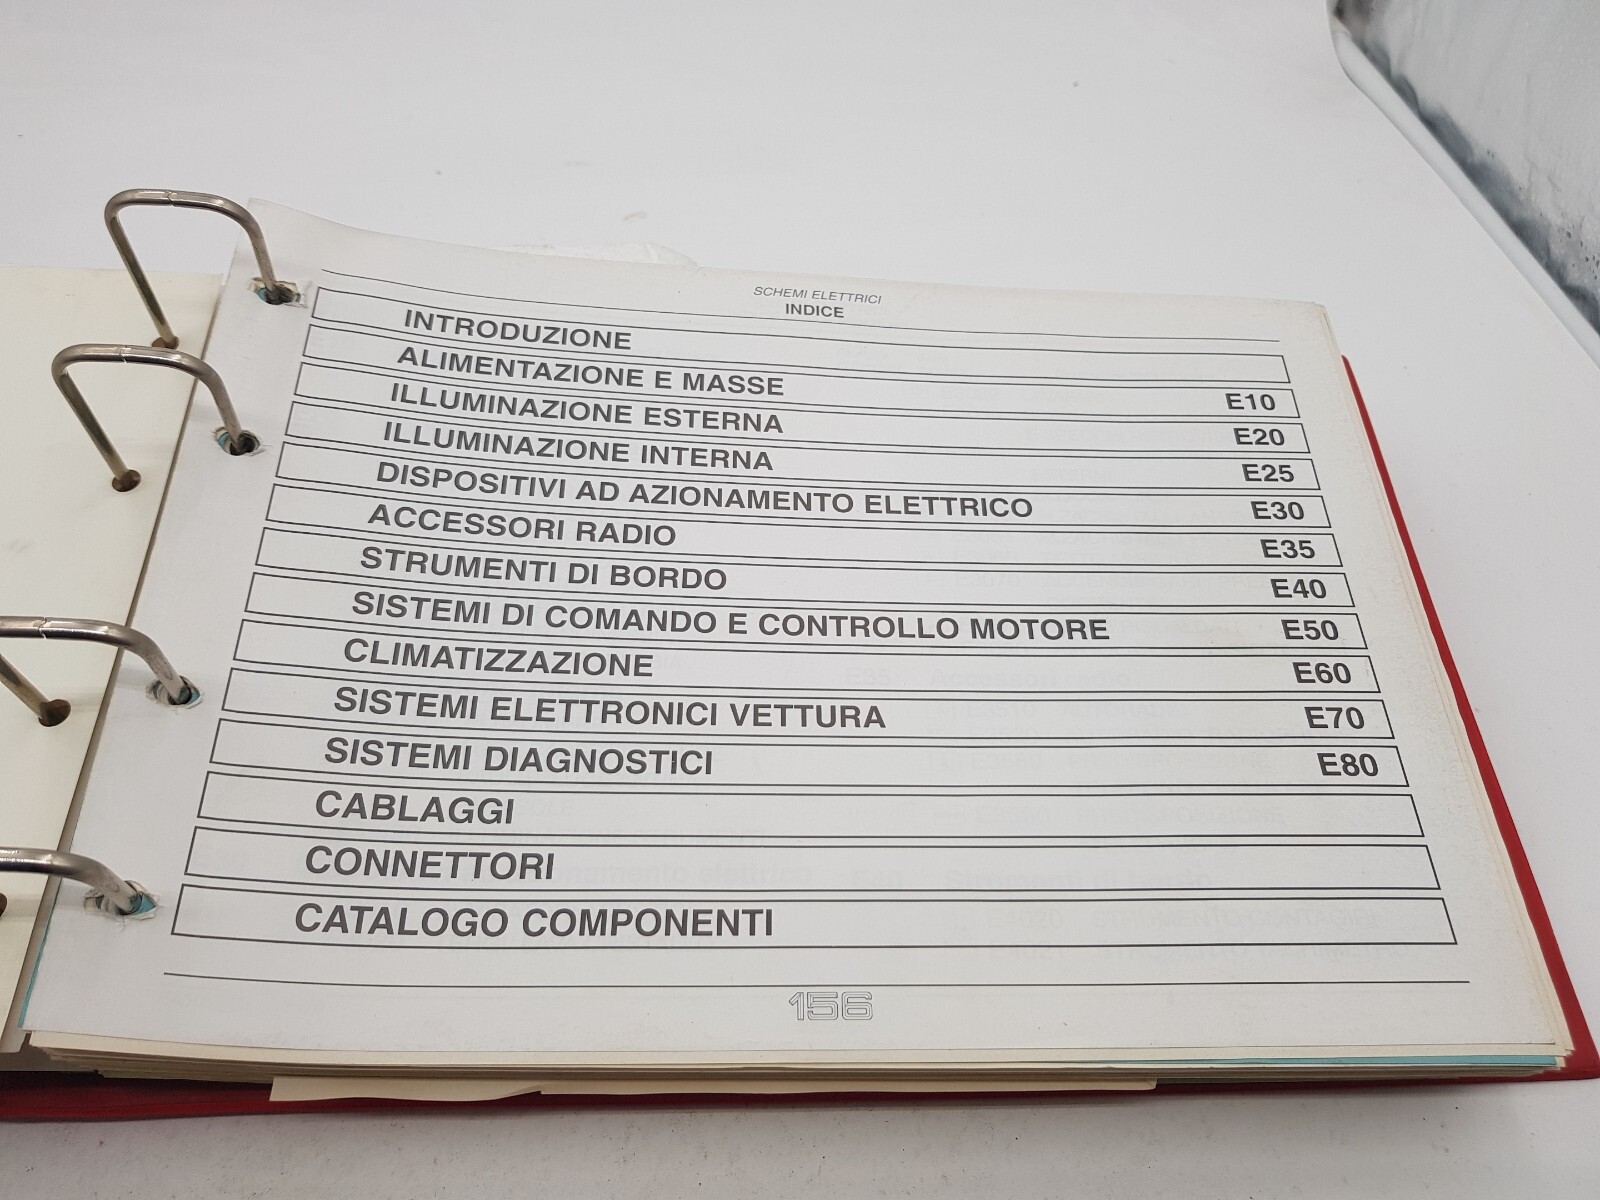 SCHEMI ELETTRICI
INDICE
INTRODUZIONE
ALIMENTAZIONE E MASSE E10
ILLUMINAZIONE ESTERNA E20
ILLUMINAZIONE INTERNA E25
DISPOSITIVI AD AZIONAMENTO ELETTRICO E30
ACCESSORI RADIO E35
STRUMENTI DI BORDO E40
SISTEMI DI COMANDO E CONTROLLO MOTORE E50
CLIMATIZZAZIONE E60
SISTEMI ELETTRONICI VETTURA E70
SISTEMI DIAGNOSTICI E80
CABLAGGI
CONNETTORI
CATALOGO COMPONENTI
156